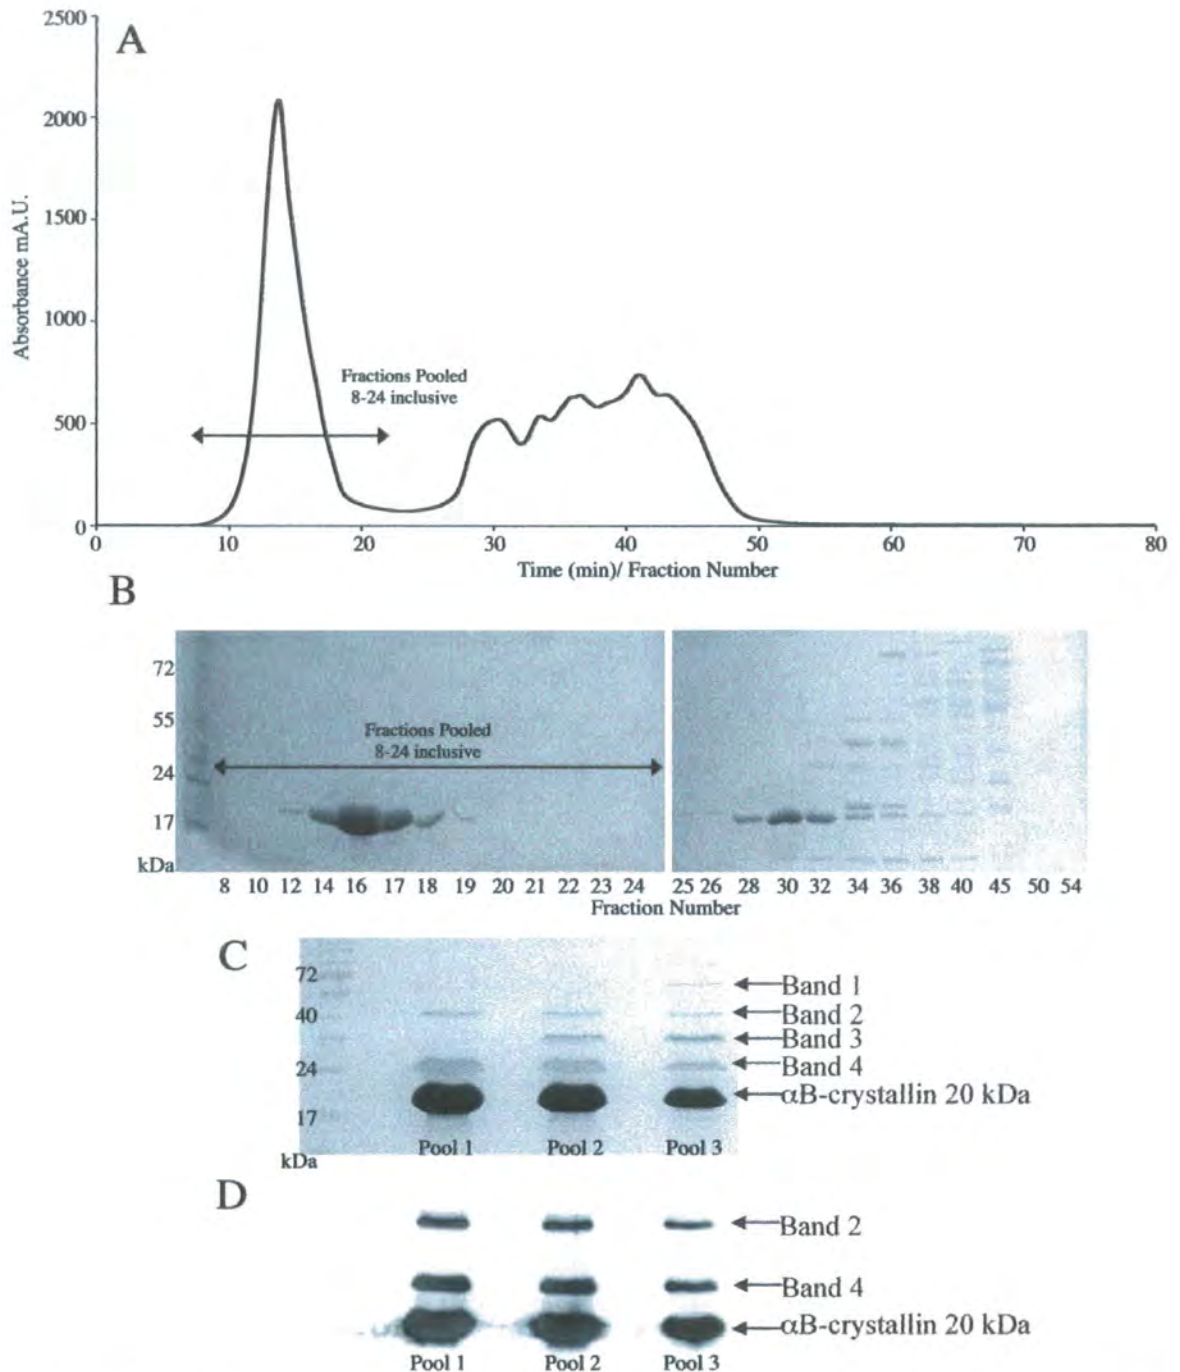 A
2500
2000
1500
1000
500
0
Absorbance mA.U.
Fractions Pooled
8-24 inclusive
0 10 20 30 40 50 60 70 80
Time (min)/ Fraction Number
B
72
55
24
17
kDa
Fractions Pooled
8-24 inclusive
8 10 12 14 16 17 18 19 20 21 22 23 24 25 26 28 30 32 34 36 38 40 45 50 54
Fraction Number
C
72
40
24
17
kDa
Band 1
Band 2
Band 3
Band 4
αB-crystallin 20 kDa
Pool 1 Pool 2 Pool 3
D
Band 2
Band 4
αB-crystallin 20 kDa
Pool 1 Pool 2 Pool 3